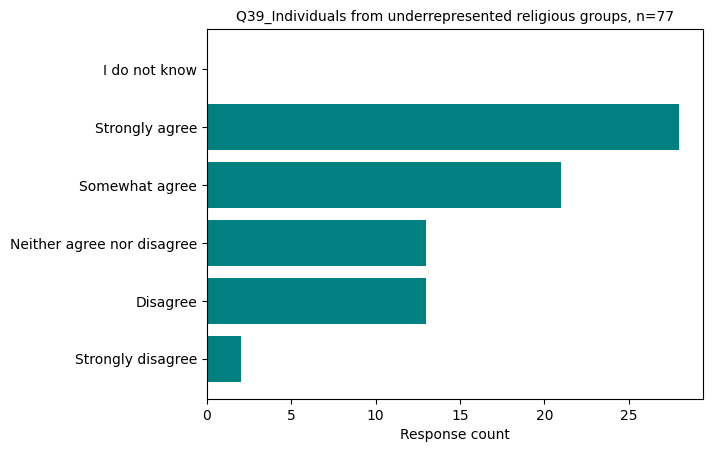 Q39_Individuals from underrepresented religious groups, n=77
I do not know
Strongly agree
Somewhat agree
Neither agree nor disagree
Disagree
Strongly disagree
0 5 10 15 20 25
Response count